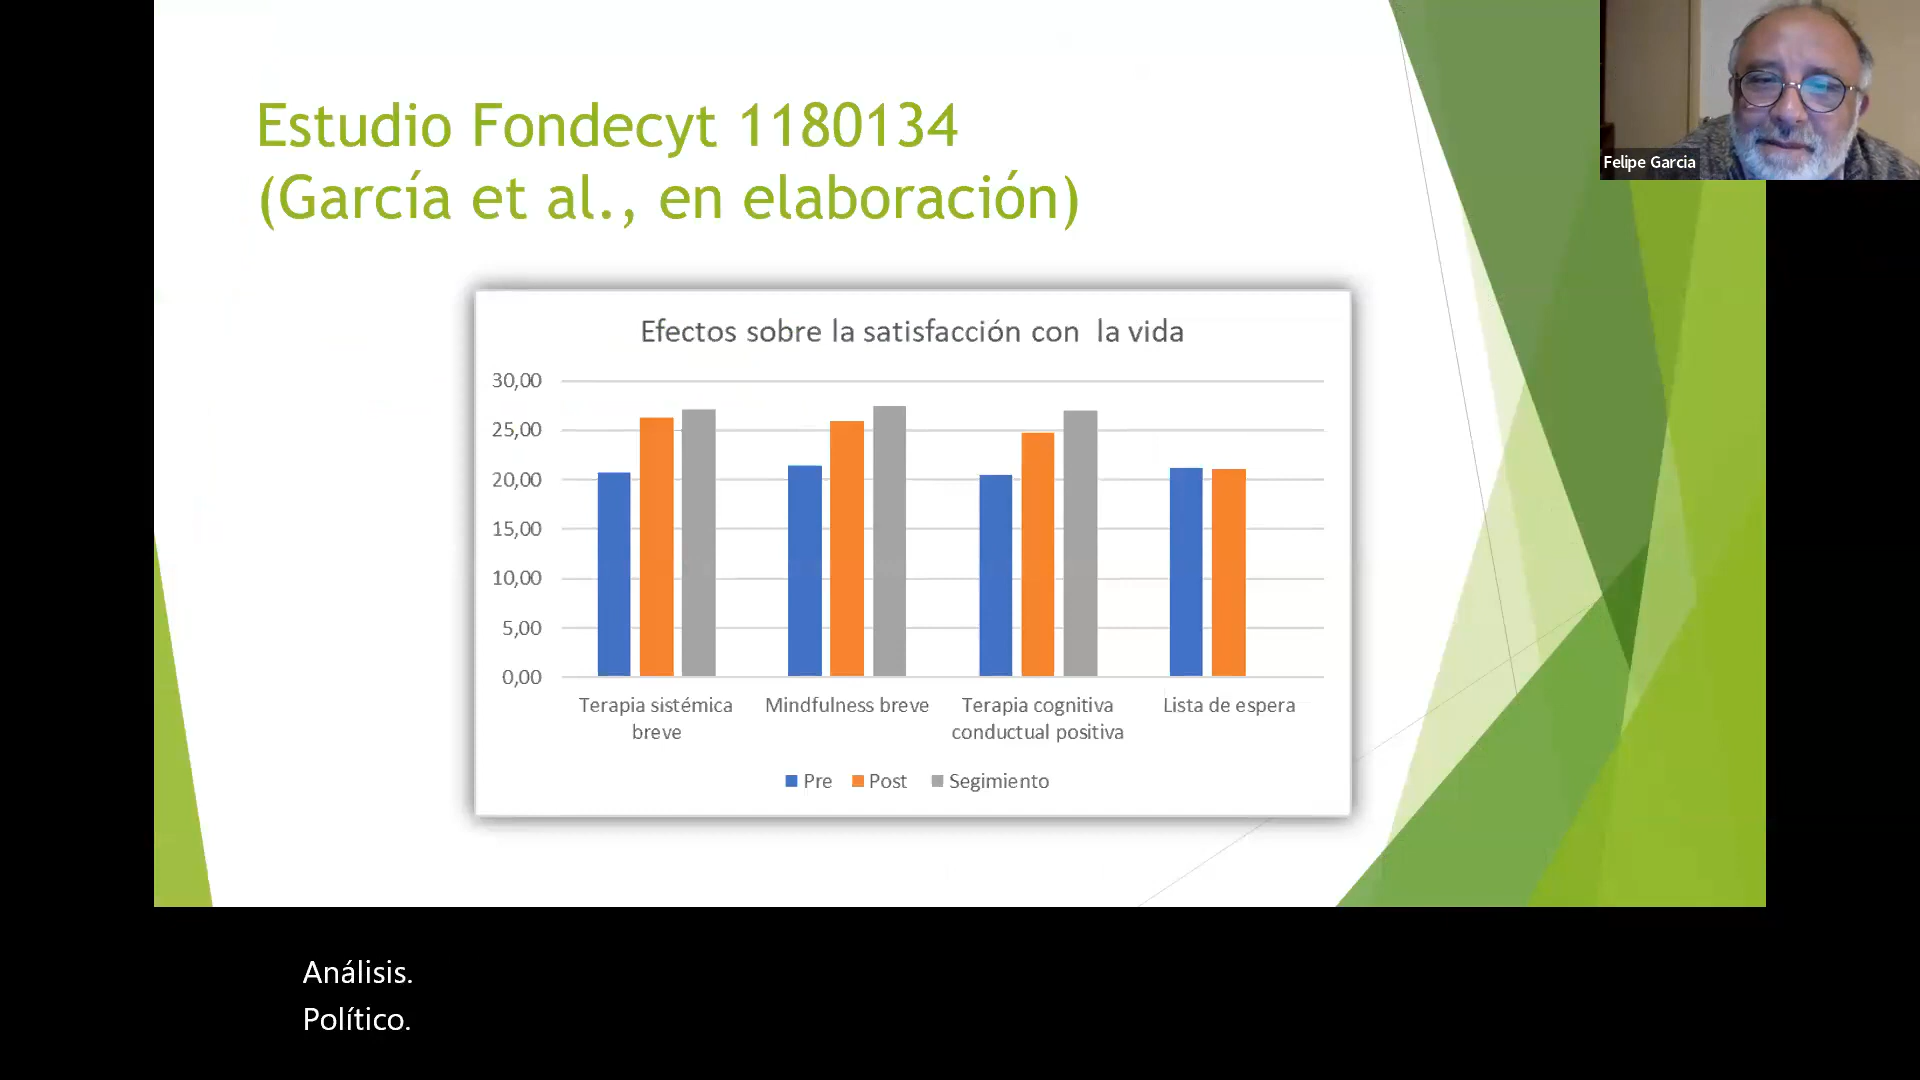 Estudio Fondecyt 1180134
(García et al., en elaboración)
Felipe Garcia
Efectos sobre la satisfacción con la vida
30,00
25,00
20,00
15,00
10,00
5,00
0,00
Terapia sistémica
breve
Mindfulness breve
Terapia cognitiva
conductual positiva
Lista de espera
Pre Post Segimiento
Análisis.
Político.